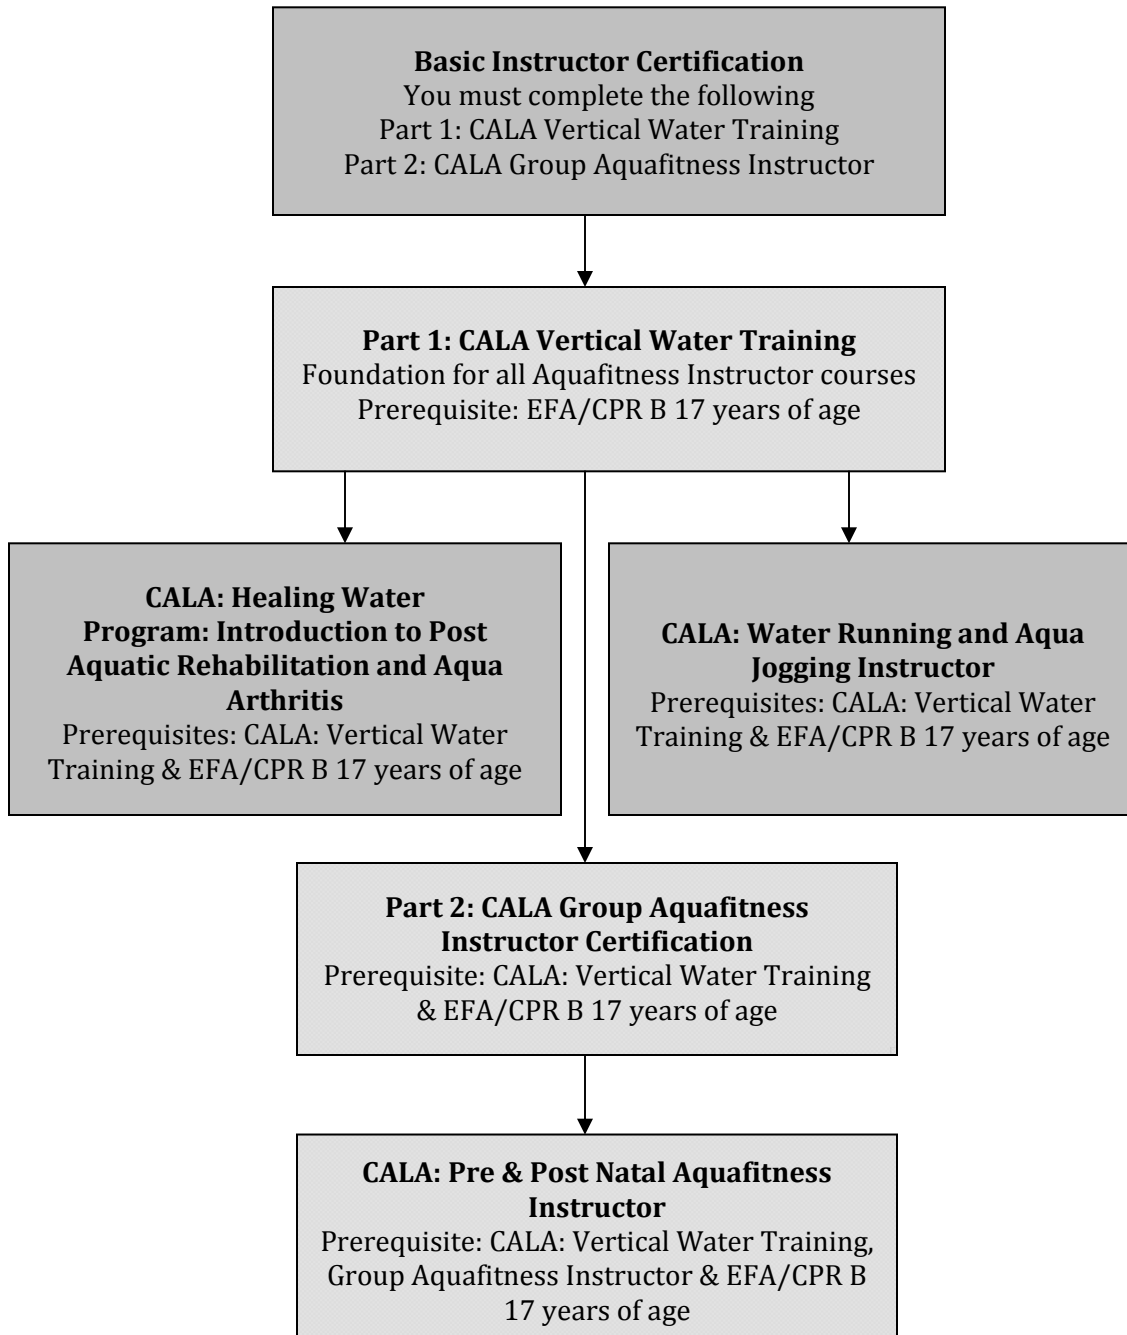 Basic Instructor Certification
You must complete the following
Part 1: CALA Vertical Water Training
Part 2: CALA Group Aquafitness Instructor
Part 1: CALA Vertical Water Training
Foundation for all Aquafitness Instructor courses
Prerequisite: EFA/CPR B 17 years of age
CALA: Healing Water
Program: Introduction to Post
Aquatic Rehabilitation and Aqua
Arthritis
Prerequisites: CALA: Vertical Water
Training & EFA/CPR B 17 years of age
CALA: Water Running and Aqua
Jogging Instructor
Prerequisites: CALA: Vertical Water
Training & EFA/CPR B 17 years of age
Part 2: CALA Group Aquafitness
Instructor Certification
Prerequisite: CALA: Vertical Water Training
& EFA/CPR B 17 years of age
CALA: Pre & Post Natal Aquafitness
Instructor
Prerequisite: CALA: Vertical Water Training,
Group Aquafitness Instructor & EFA/CPR B
17 years of age